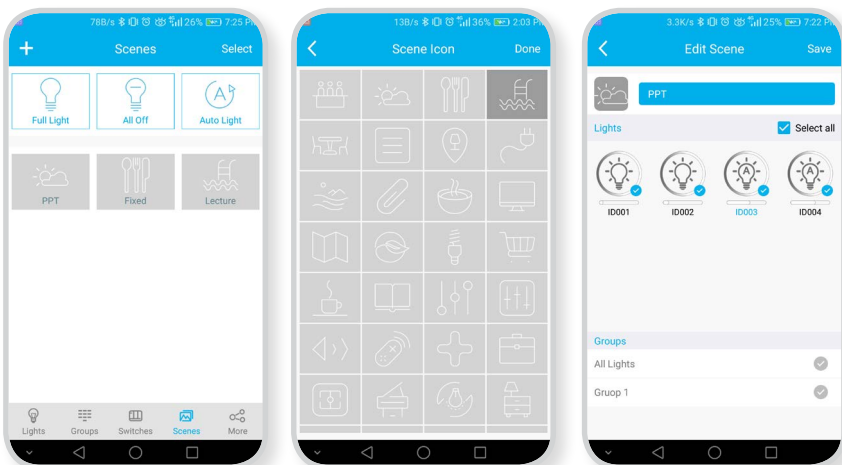 78B/s 26% 7:25 P
Scenes Select
Full Light All Off Auto Light
PPT Fixed Lecture
Lights Groups Switches Scenes More
13B/s 36% 2:03 P
Scene Icon Done
3.3K/s 25% 7:22 P
Edit Scene Save
PPT
Lights Select all
ID001 ID002 ID003 ID004
Groups
All Lights
Gruop 1